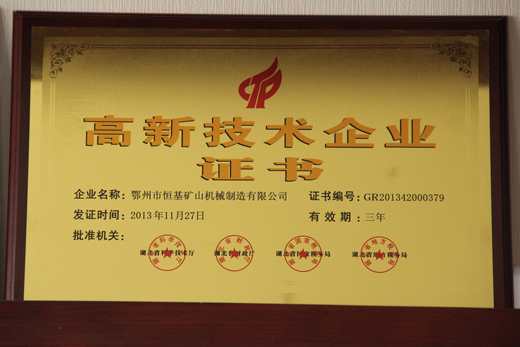 高新技术企业
证书
企业名称：鄂州市恒基矿山机械制造有限公司 证书编号：GR201342000379
发证时间：2013年11月27日 有效期：三年
批准机关：
湖北省科学技术厅 湖北省财政厅 湖北省国家税务局 湖北省地方税务局